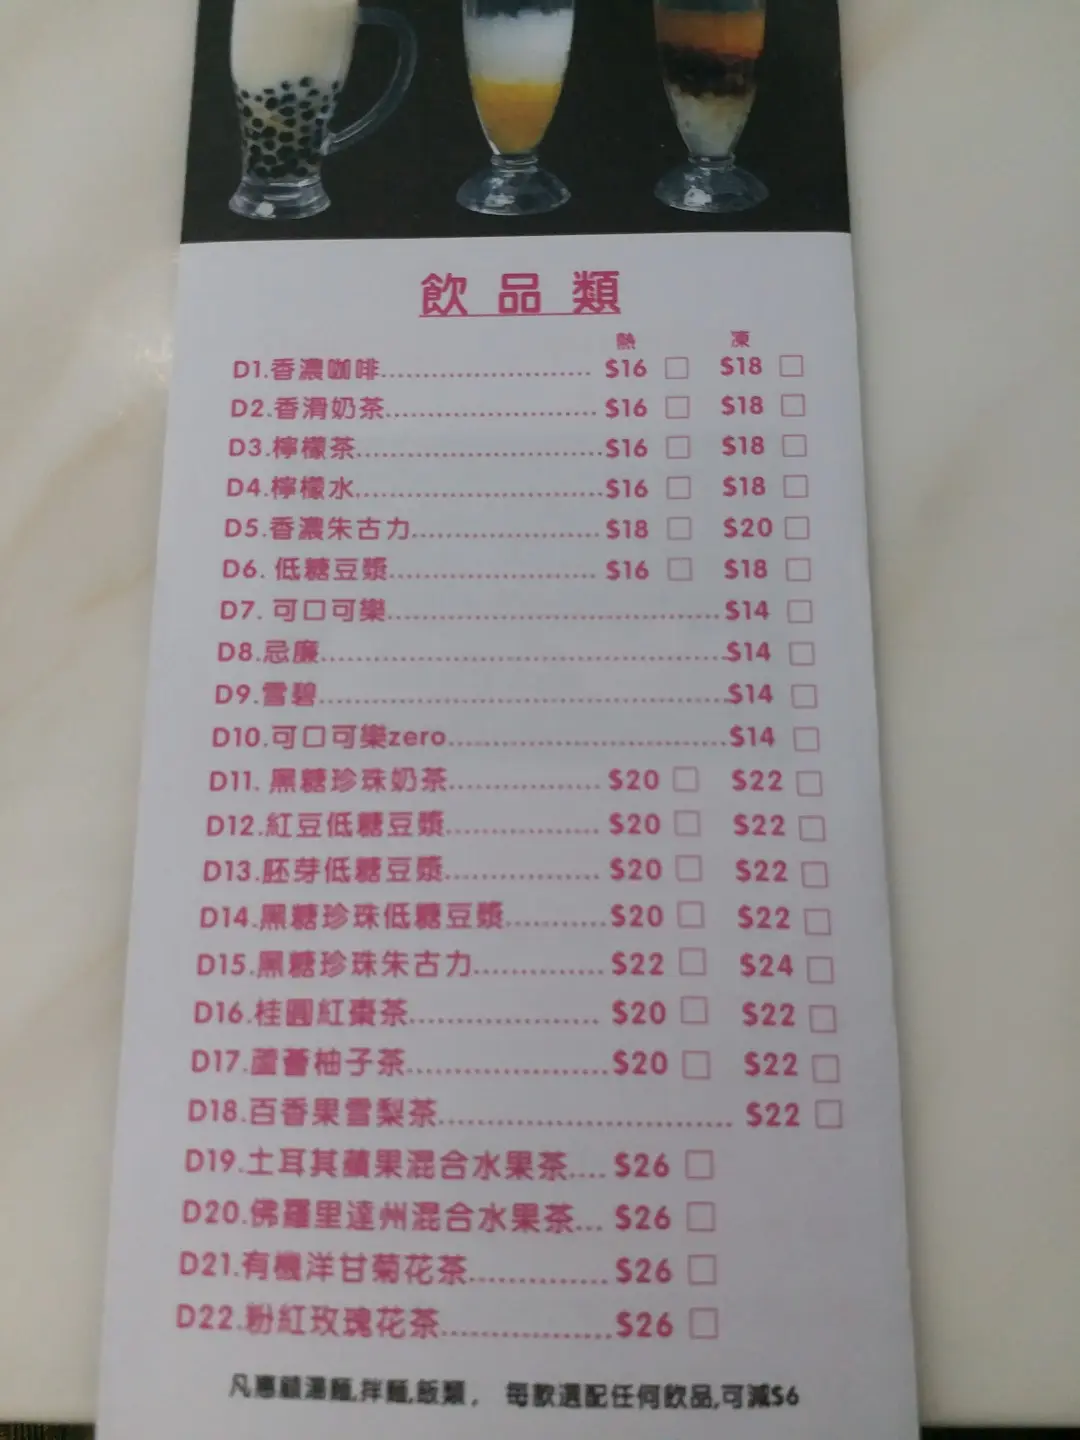 飲品類
熱 凍
D1.香濃咖啡........................ $16 □ $18 □
D2.香滑奶茶........................ $16 □ $18 □
D3.檸檬茶............................$16 □ $18 □
D4.檸檬水............................$16 □ $18 □
D5.香濃朱古力..................... $18 □ $20 □
D6. 低糖豆漿........................ $16 □ $18 □
D7. 可口可樂......................................$14 □
D8.忌廉..............................................$14 □
D9.雪碧..............................................$14 □
D10.可口可樂zero................................$14 □
D11. 黑糖珍珠奶茶................. $20 □ $22 □
D12.紅豆低糖豆漿.................. $20 □ $22 □
D13.胚芽低糖豆漿.................. $20 □ $22 □
D14.黑糖珍珠低糖豆漿...........$20 □ $22 □
D15.黑糖珍珠朱古力............... $22 □ $24 □
D16.桂圓紅棗茶...................... $20 □ $22 □
D17.蘆薈柚子茶.......................$20 □ $22 □
D18.百香果雪梨茶................................. $22 □
D19.土耳其蘋果混合水果茶.... $26 □
D20.佛羅里達州混合水果茶... $26 □
D21.有機洋甘菊花茶............... $26 □
D22.粉紅玫瑰花茶..................$26 □
凡惠顧湯麵,拌麵,飯類， 每款選配任何飲品,可減$6